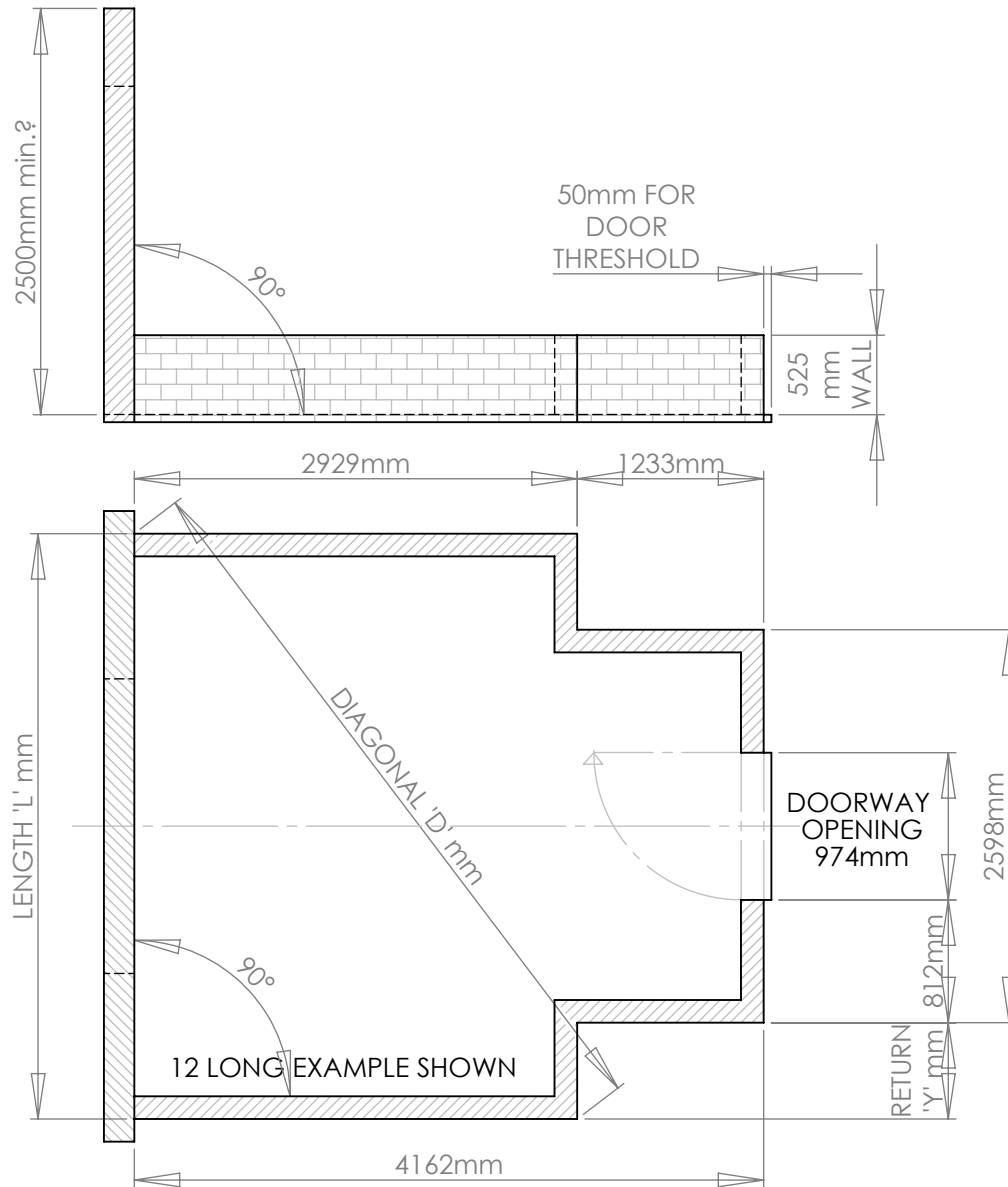 2500mm min.?
90°
50mm FOR
DOOR
THRESHOLD
525
mm
WALL
2929mm
1233mm
LENGTH 'L' mm
DIAGONAL 'D' mm
DOORWAY
OPENING
974mm
2598mm
812mm
90°
12 LONG EXAMPLE SHOWN
RETURN
'Y' mm
4162mm